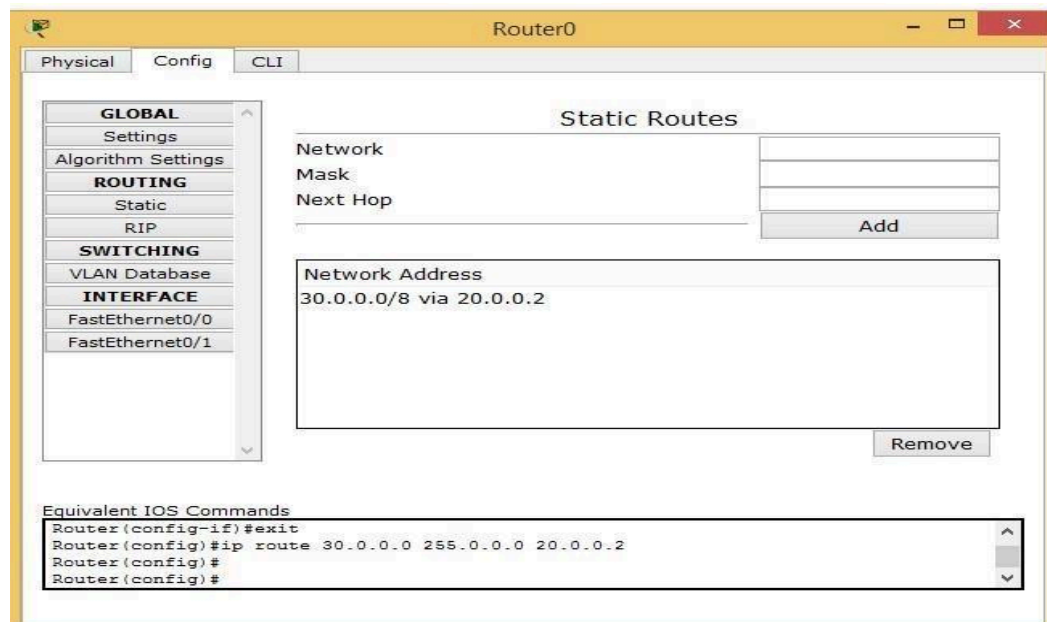 Router0
Physical Config CLI
GLOBAL
Settings
Algorithm Settings
ROUTING
Static
RIP
SWITCHING
VLAN Database
INTERFACE
FastEthernet0/0
FastEthernet0/1
Static Routes
Network
Mask
Next Hop
Add
Network Address
30.0.0.0/8 via 20.0.0.2
Remove
Equivalent IOS Commands
Router(config-if)#exit
Router(config)#ip route 30.0.0.0 255.0.0.0 20.0.0.2
Router(config)#
Router(config)#